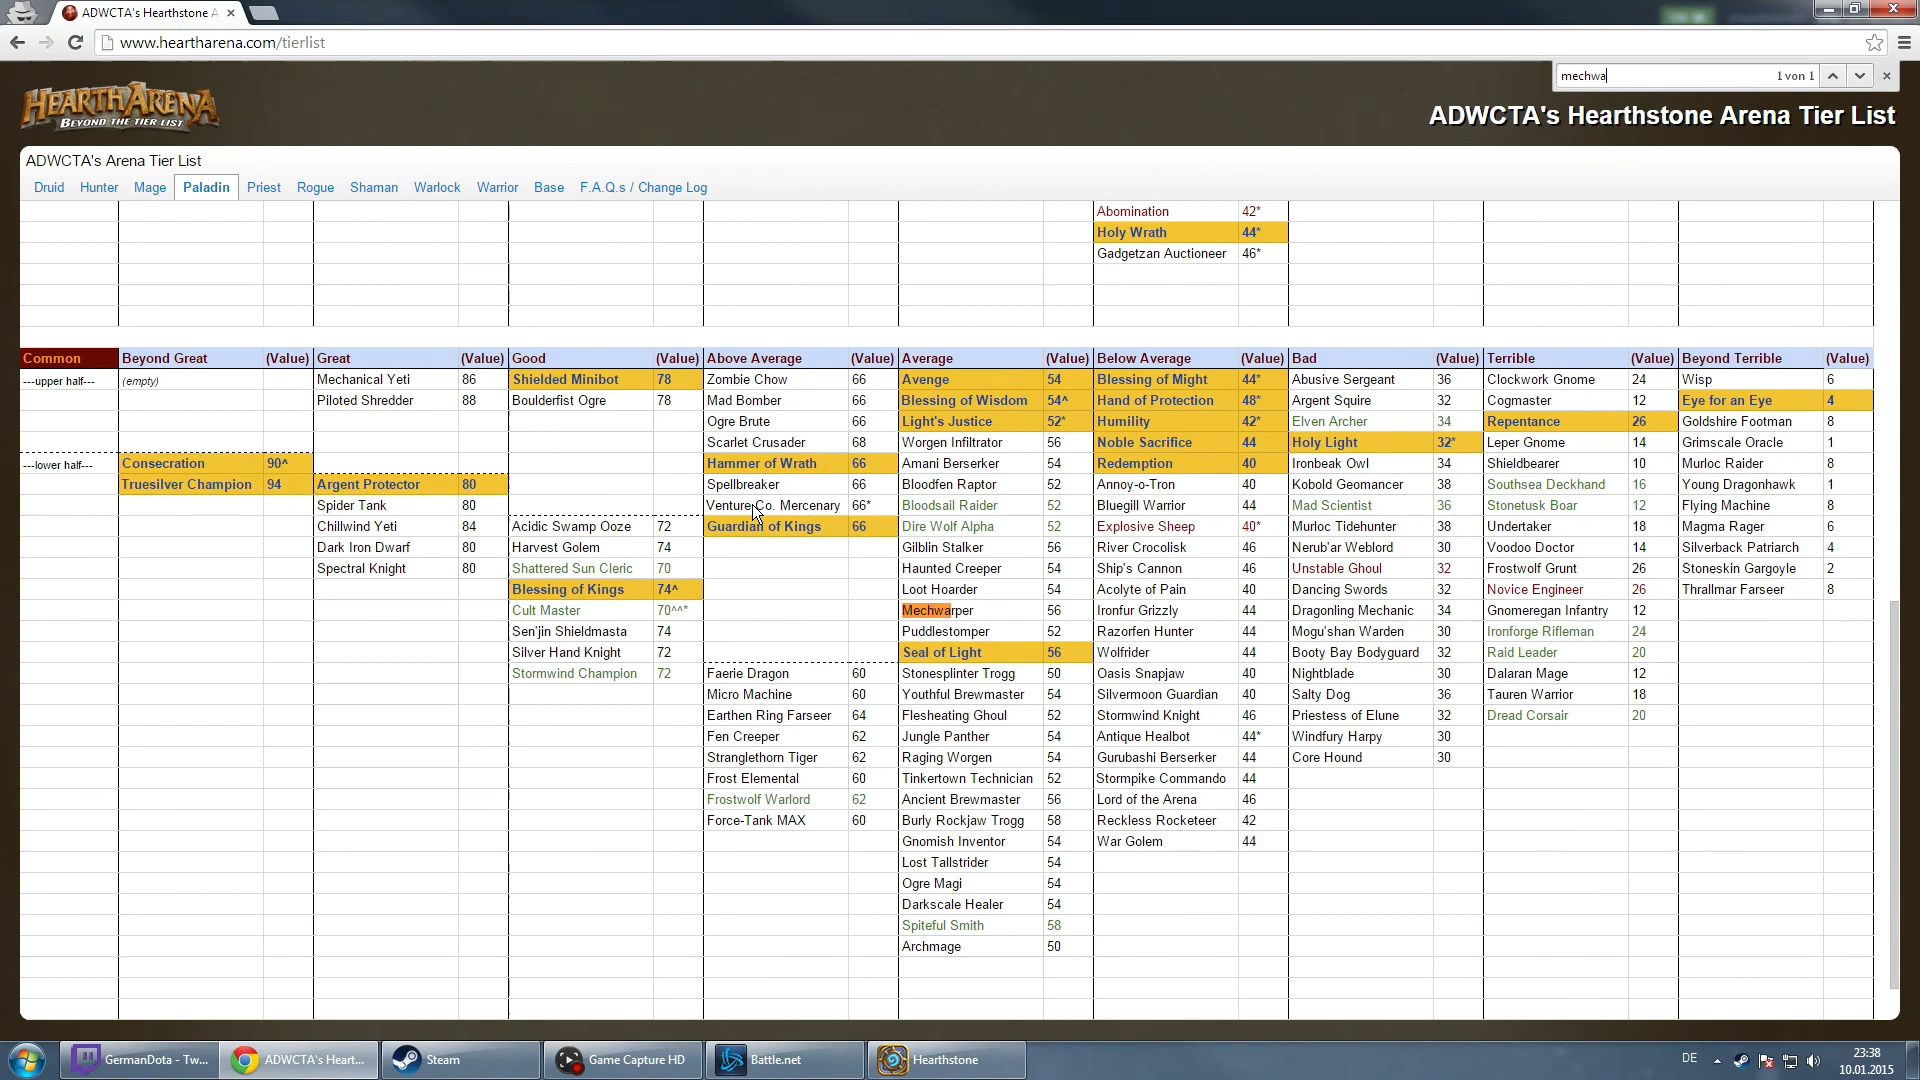 ADWCTA's Hearthstone A
www.heartharena.com/tierlist
mechwa 1 von 1
HEARTHARENA
BEYOND THE TIER LIST
ADWCTA's Hearthstone Arena Tier List
ADWCTA's Arena Tier List
Druid Hunter Mage Paladin Priest Rogue Shaman Warlock Warrior Base F.A.Q.s / Change Log
Abomination 42*
Holy Wrath 44*
Gadgetzan Auctioneer 46*
Common Beyond Great (Value) Great (Value) Good (Value) Above Average (Value) Average (Value) Below Average (Value) Bad (Value) Terrible (Value) Beyond Terrible (Value)
---upper half--- (empty) Mechanical Yeti 86 Shielded Minibot 78 Zombie Chow 66 Avenge 54 Blessing of Might 44* Abusive Sergeant 36 Clockwork Gnome 24 Wisp 6
Piloted Shredder 88 Boulderfist Ogre 78 Mad Bomber 66 Blessing of Wisdom 54^ Hand of Protection 48* Argent Squire 32 Cogmaster 12 Eye for an Eye 4
Ogre Brute 66 Light's Justice 52* Humility 42* Elven Archer 34 Repentance 26 Goldshire Footman 8
Scarlet Crusader 68 Worgen Infiltrator 56 Noble Sacrifice 44 Holy Light 32* Leper Gnome 14 Grimscale Oracle 1
---lower half--- Consecration 90^ Hammer of Wrath 66 Amani Berserker 54 Redemption 40 Ironbeak Owl 34 Shieldbearer 10 Murloc Raider 8
Truesilver Champion 94 Argent Protector 80 Spellbreaker 66 Bloodfen Raptor 52 Annoy-o-Tron 40 Kobold Geomancer 38 Southsea Deckhand 16 Young Dragonhawk 1
Spider Tank 80 Venture Co. Mercenary 66* Bloodsail Raider 52 Bluegill Warrior 44 Mad Scientist 36 Stonetusk Boar 12 Flying Machine 8
Chillwind Yeti 84 Acidic Swamp Ooze 72 Guardian of Kings 66 Dire Wolf Alpha 52 Explosive Sheep 40* Murloc Tidehunter 38 Undertaker 18 Magma Rager 6
Dark Iron Dwarf 80 Harvest Golem 74 Gilblin Stalker 56 River Crocolisk 46 Nerub'ar Weblord 30 Voodoo Doctor 14 Silverback Patriarch 4
Spectral Knight 80 Shattered Sun Cleric 70 Haunted Creeper 54 Ship's Cannon 46 Unstable Ghoul 32 Frostwolf Grunt 26 Stoneskin Gargoyle 2
Blessing of Kings 74^ Loot Hoarder 54 Acolyte of Pain 40 Dancing Swords 32 Novice Engineer 26 Thrallmar Farseer 8
Cult Master 70^^* Mechwarper 56 Ironfur Grizzly 44 Dragonling Mechanic 34 Gnomeregan Infantry 12
Sen'jin Shieldmasta 74 Puddlestomper 52 Razorfen Hunter 44 Mogu'shan Warden 30 Ironforge Rifleman 24
Silver Hand Knight 72 Seal of Light 56 Wolfrider 44 Booty Bay Bodyguard 32 Raid Leader 20
Stormwind Champion 72 Faerie Dragon 60 Stonesplinter Trogg 50 Oasis Snapjaw 40 Nightblade 30 Dalaran Mage 12
Micro Machine 60 Youthful Brewmaster 54 Silvermoon Guardian 40 Salty Dog 36 Tauren Warrior 18
Earthen Ring Farseer 64 Flesheating Ghoul 52 Stormwind Knight 46 Priestess of Elune 32 Dread Corsair 20
Fen Creeper 62 Jungle Panther 54 Antique Healbot 44* Windfury Harpy 30
Stranglethorn Tiger 62 Raging Worgen 54 Gurubashi Berserker 44 Core Hound 30
Frost Elemental 60 Tinkertown Technician 52 Stormpike Commando 44
Frostwolf Warlord 62 Ancient Brewmaster 56 Lord of the Arena 46
Force-Tank MAX 60 Burly Rockjaw Trogg 58 Reckless Rocketeer 42
Gnomish Inventor 54 War Golem 44
Lost Tallstrider 54
Ogre Magi 54
Darkscale Healer 54
Spiteful Smith 58
Archmage 50
GermanDota - Tw... ADWCTA's Heart... Steam Game Capture HD Battle.net Hearthstone DE 23:38
10.01.2015